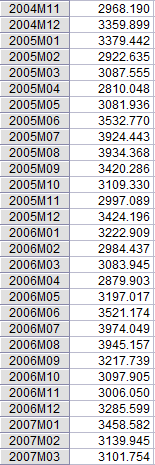 2004M11 2968.190
2004M12 3359.899
2005M01 3379.442
2005M02 2922.635
2005M03 3087.555
2005M04 2810.048
2005M05 3081.936
2005M06 3532.770
2005M07 3924.443
2005M08 3934.368
2005M09 3420.286
2005M10 3109.330
2005M11 2997.089
2005M12 3424.196
2006M01 3222.909
2006M02 2984.437
2006M03 3083.945
2006M04 2879.903
2006M05 3197.017
2006M06 3521.174
2006M07 3974.049
2006M08 3945.157
2006M09 3217.739
2006M10 3097.905
2006M11 3006.050
2006M12 3285.599
2007M01 3458.582
2007M02 3139.945
2007M03 3101.754